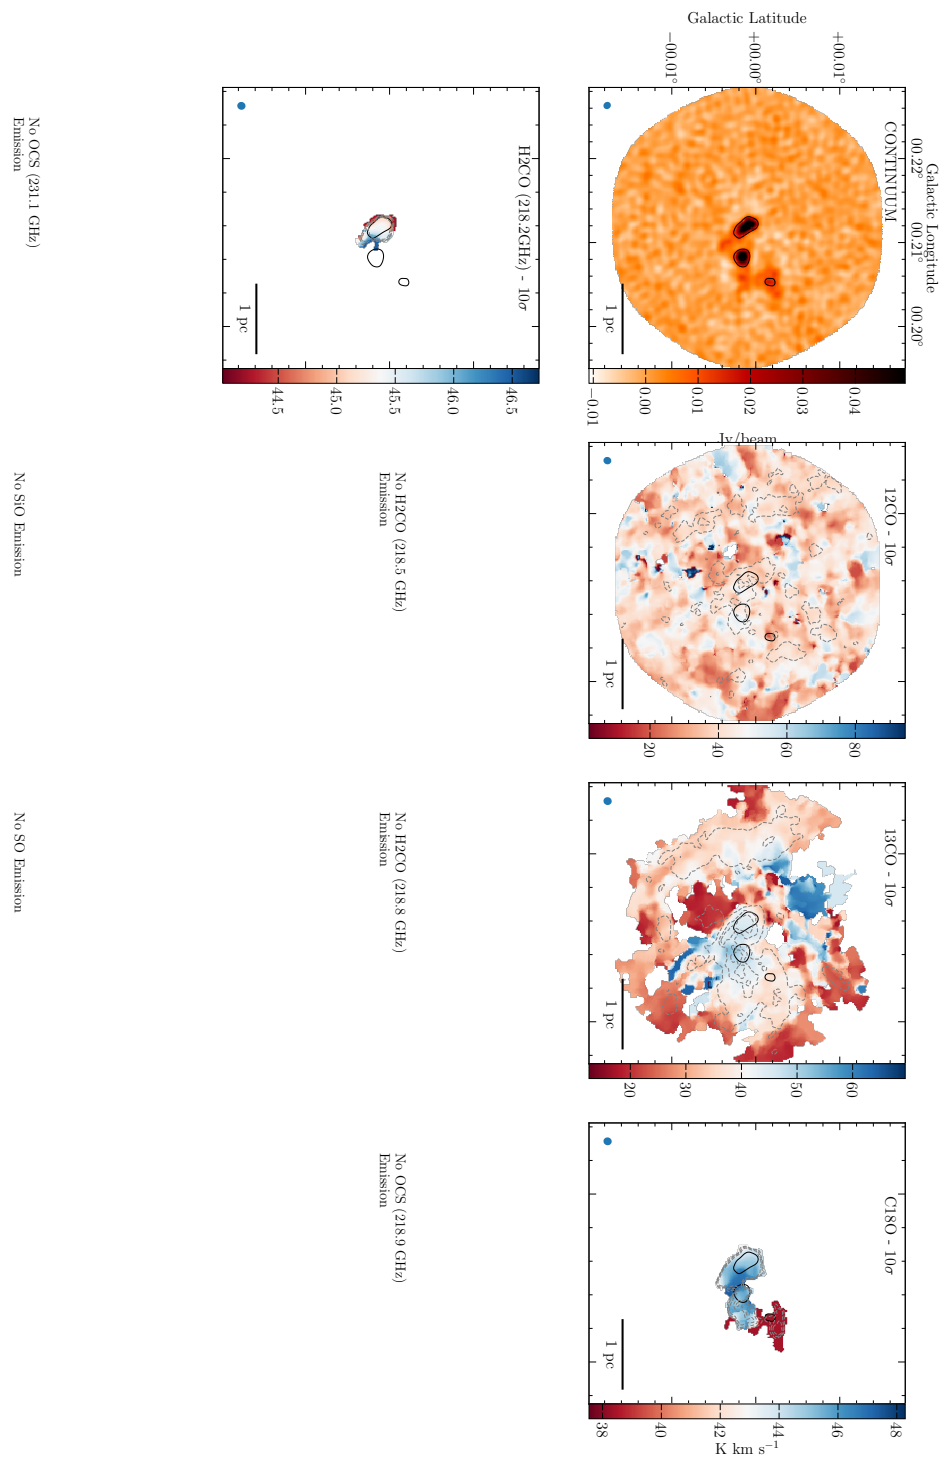 Galactic Longitude
00.22°
00.21°
00.20°
Galactic Latitude
+00.01°
+00.00°
−00.01°
CONTINUUM
1 pc
−0.01
0.00
0.01
0.02
0.03
0.04
Jy/beam
12CO - 10σ
1 pc
20
40
60
80
13CO - 10σ
1 pc
20
30
40
50
60
C18O - 10σ
1 pc
38
40
42
44
46
48
K km s⁻¹
H2CO (218.2GHz) - 10σ
1 pc
44.5
45.0
45.5
46.0
46.5
No H2CO (218.5 GHz)
Emission
No H2CO (218.8 GHz)
Emission
No OCS (218.9 GHz)
Emission
No OCS (231.1 GHz)
Emission
No SiO Emission
No SO Emission